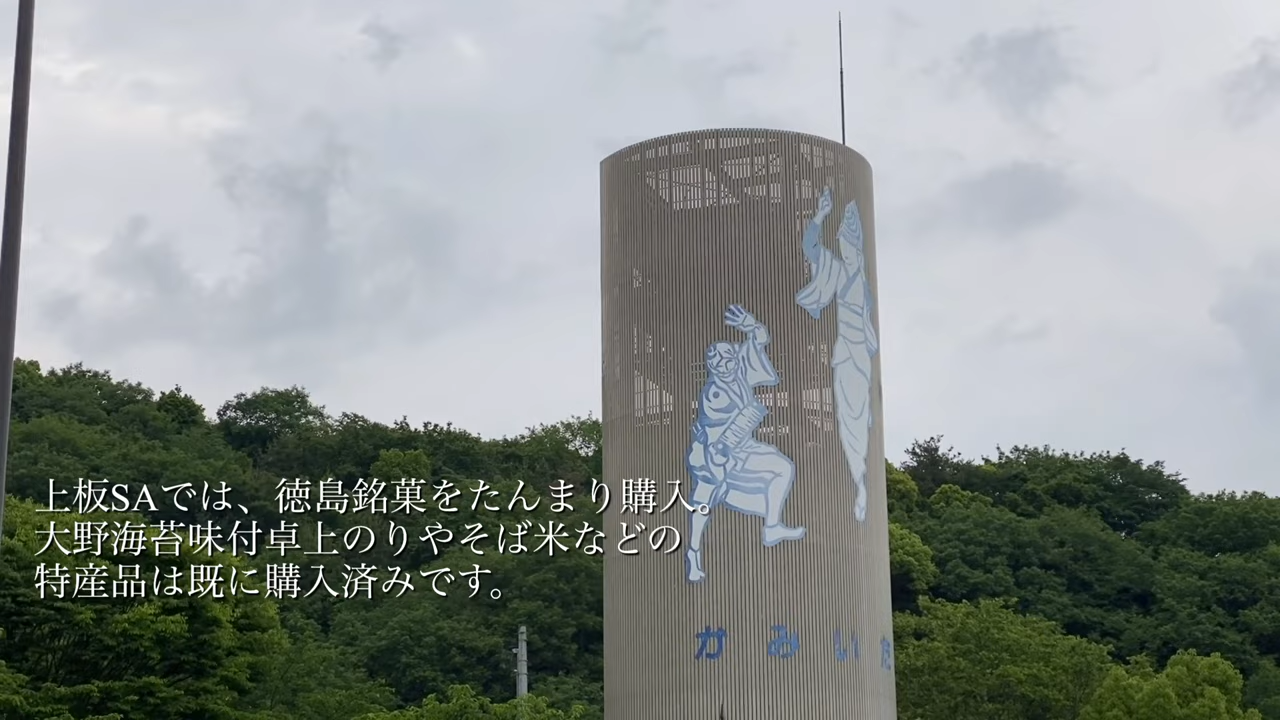 上板SAでは、徳島銘菓をたんまり購入。
大野海苔味付卓上のりやそば米などの
特産品は既に購入済みです。
かみいた